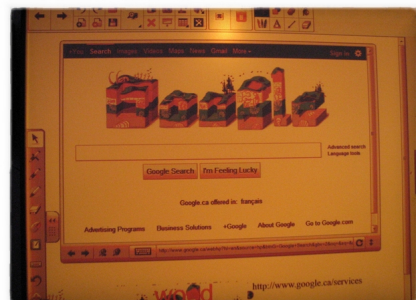 +You Search Images Videos Maps News Gmail More
Sign in
Google
Advanced search
Language tools
Google Search I'm Feeling Lucky
Google.ca offered in: français
Advertising Programs Business Solutions +Google About Google Go to Google.com
http://www.google.ca/services